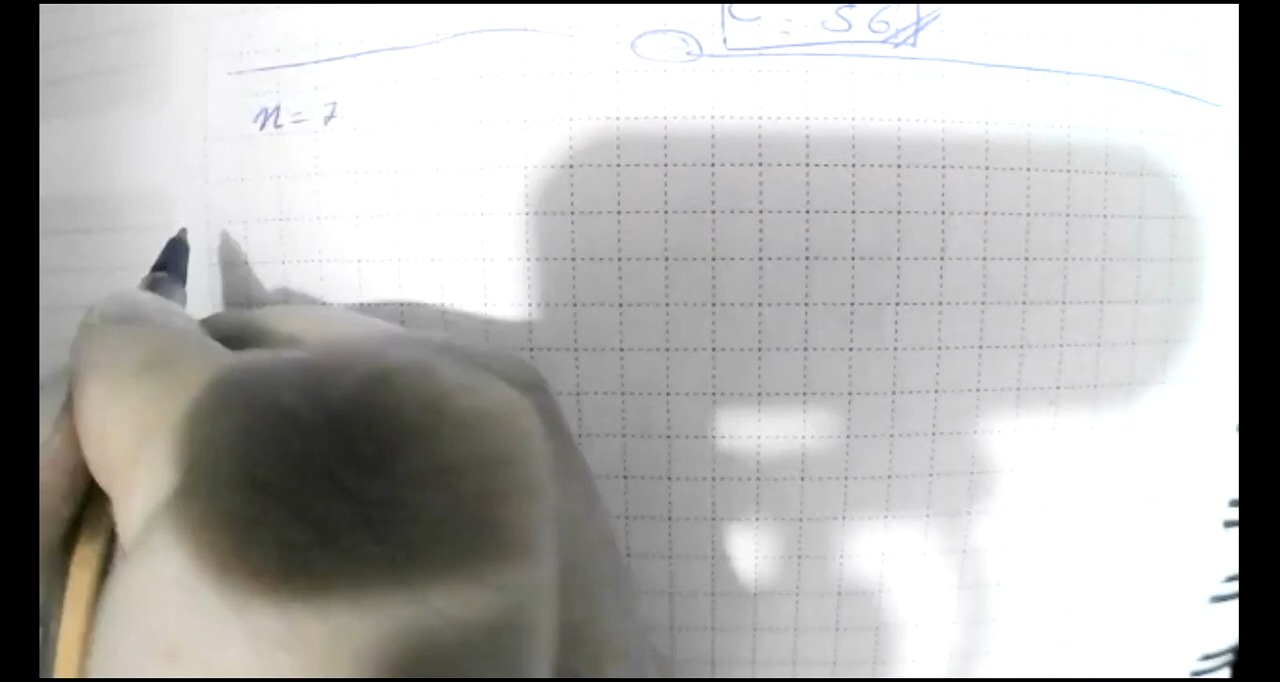 C = 56
n = 7